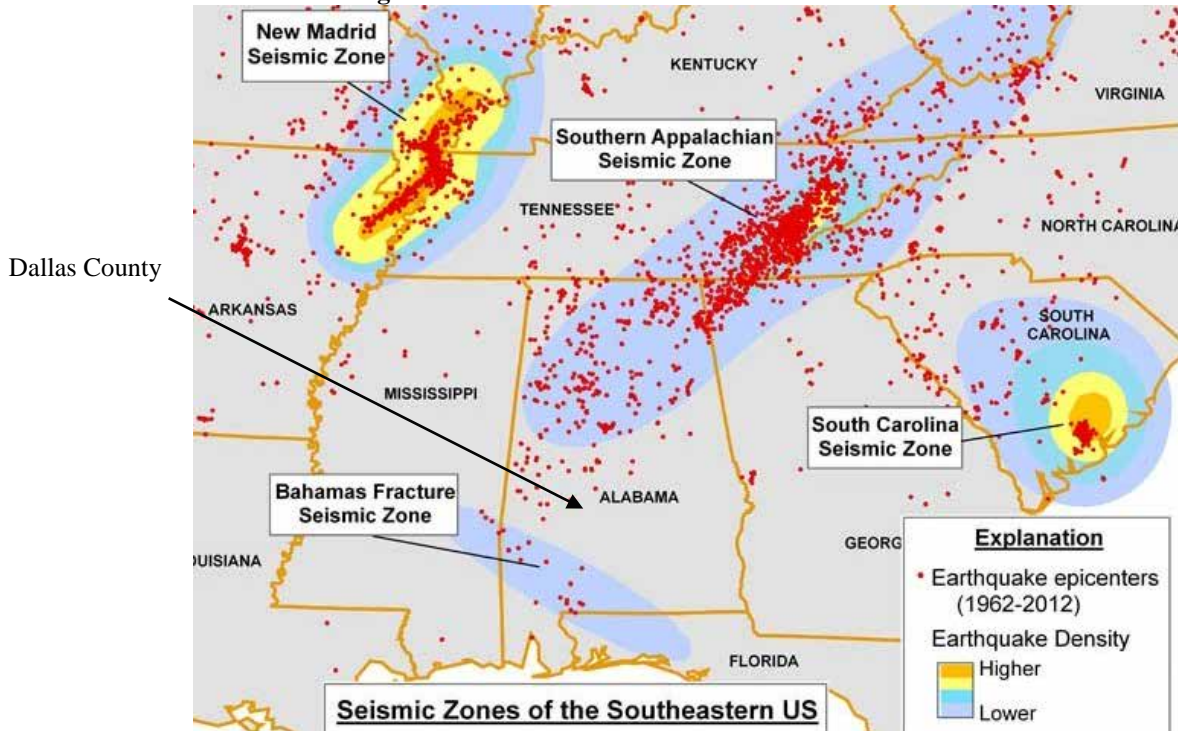 New Madrid
Seismic Zone
KENTUCKY
VIRGINIA
Southern Appalachian
Seismic Zone
TENNESSEE
NORTH CAROLINA
Dallas County
ARKANSAS
SOUTH
CAROLINA
MISSISSIPPI
South Carolina
Seismic Zone
Bahamas Fracture
Seismic Zone
ALABAMA
GEORG
OUISIANA
FLORIDA
Explanation
Earthquake epicenters
(1962-2012)
Earthquake Density
Higher
Lower
Seismic Zones of the Southeastern US